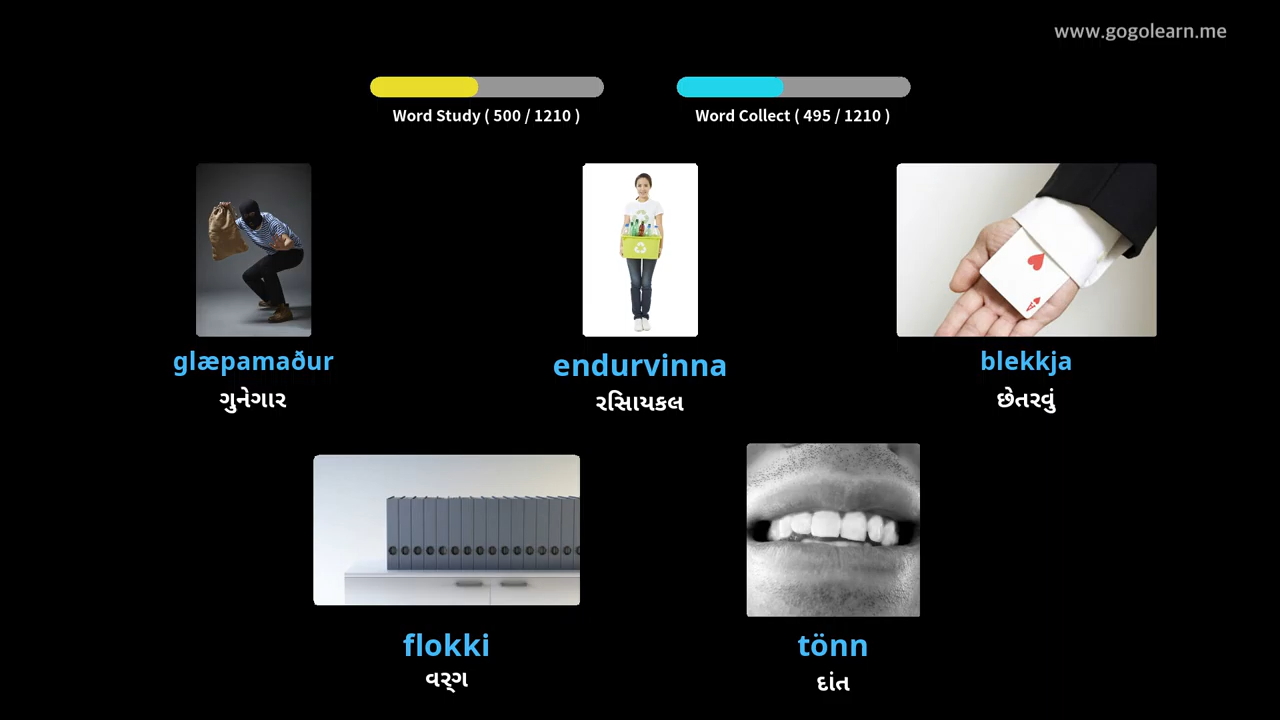 www.gogolearn.me
Word Study ( 500 / 1210 )
Word Collect ( 495 / 1210 )
glæpamaður
ગુનેગાર
endurvinna
રિસાયકલ
blekkja
છેતરવું
flokki
વર્ગ
tönn
દાંત